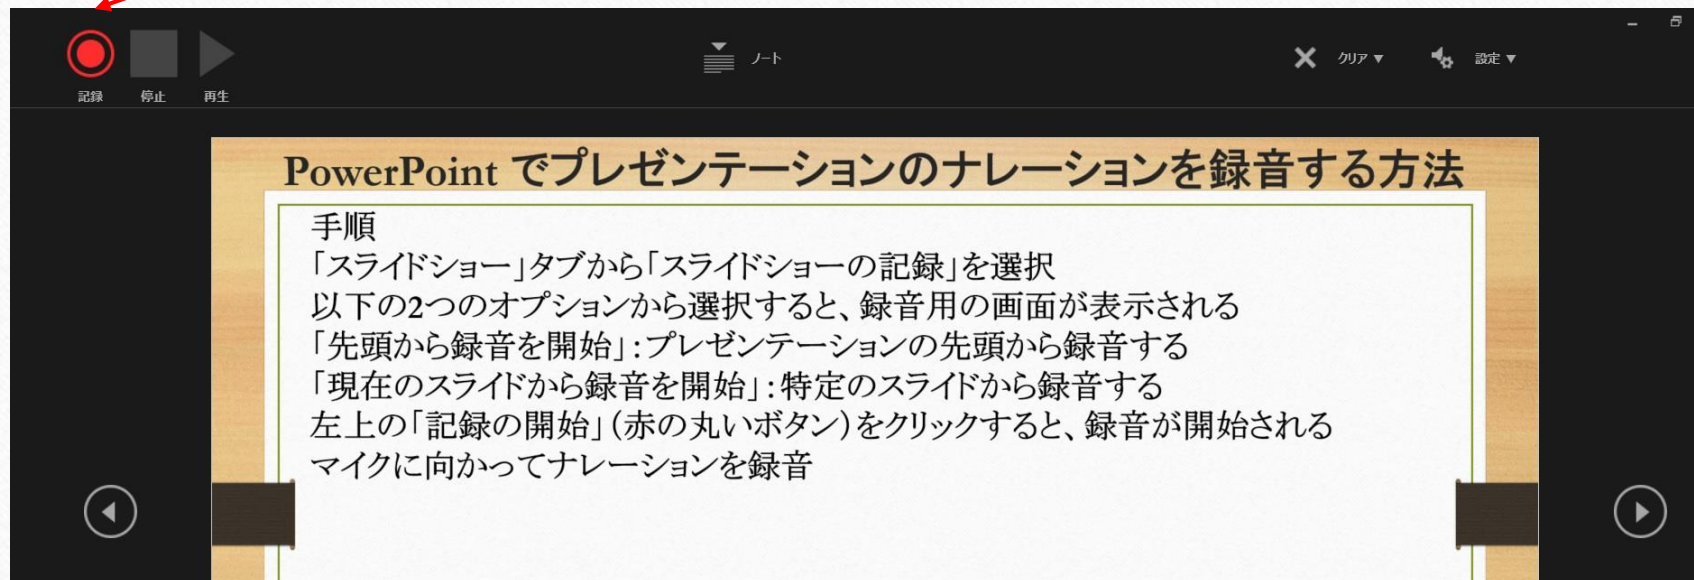 記録 停止 再生
ノート
クリア ▼ 設定 ▼
PowerPoint でプレゼンテーションのナレーションを録音する方法
手順
「スライドショー」タブから「スライドショーの記録」を選択
以下の2つのオプションから選択すると、録音用の画面が表示される
「先頭から録音を開始」:プレゼンテーションの先頭から録音する
「現在のスライドから録音を開始」:特定のスライドから録音する
左上の「記録の開始」(赤の丸いボタン)をクリックすると、録音が開始される
マイクに向かってナレーションを録音